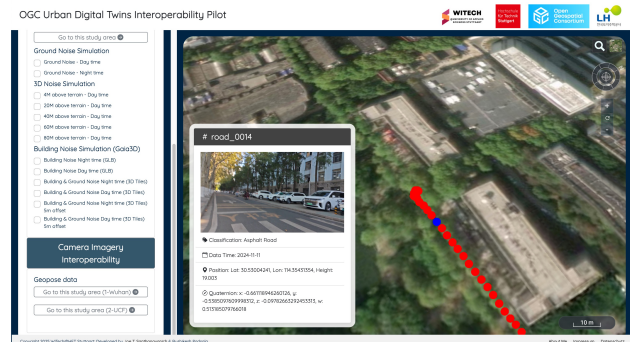 OGC Urban Digital Twins Interoperability Pilot
WITECH
Hochschule
für Technik
Stuttgart
Open
Geospatial
Consortium
LH
Go to this study area
Ground Noise Simulation
Ground Noise - Day time
Ground Noise - Night time
3D Noise Simulation
4M above terrain - Day time
20M above terrain - Day time
40M above terrain - Day time
60M above terrain - Day time
80M above terrain - Day time
Building Noise Simulation (Gaia3D)
Building Noise Night time (GLB)
Building Noise Day time (GLB)
Building & Ground Noise Night time (3D Tiles)
Building & Ground Noise Day time (3D Tiles)
Building & Ground Noise Night time (3D Tiles)
5m offset
Building & Ground Noise Day time (3D Tiles)
5m offset
Camera Imagery
Interoperability
Geopose data
Go to this study area (1-Wuhan)
Go to this study area (2-UCF)
# road_0014
Classification: Asphalt Road
Data Time: 2024-11-11
Position: Lat: 30.53004241, Lon: 114.35431354, Height:
19.003
Quaternion: x: -0.661118946260126, y:
-0.5385097609998312, z: -0.09782663292453313, w:
0.513185079766018
10 m